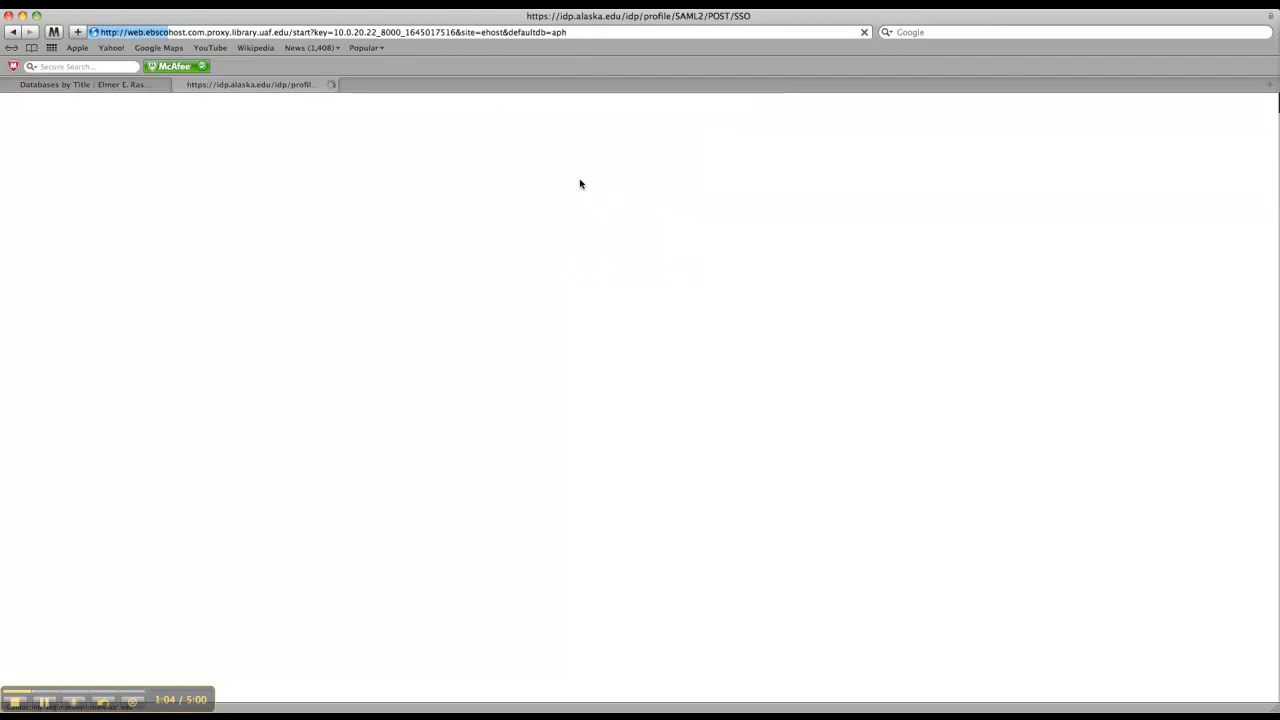 https://idp.alaska.edu/idp/profile/SAML2/POST/SSO
http://web.ebscohost.com.proxy.library.uaf.edu/start?key=10.0.20.22_8000_1645017516&site=ehost&defaultdb=aph
Google
Apple Yahoo! Google Maps YouTube Wikipedia News (1,408) Popular
Secure Search... McAfee
Databases by Title | Elmer E. Ras... https://idp.alaska.edu/idp/profil...
1:04 / 5:00